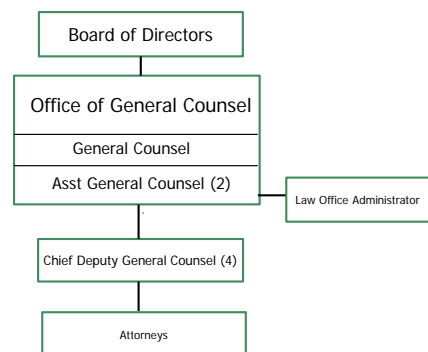 Board of Directors
Office of General Counsel
General Counsel
Asst General Counsel (2)
Law Office Administrator
Chief Deputy General Counsel (4)
Attorneys